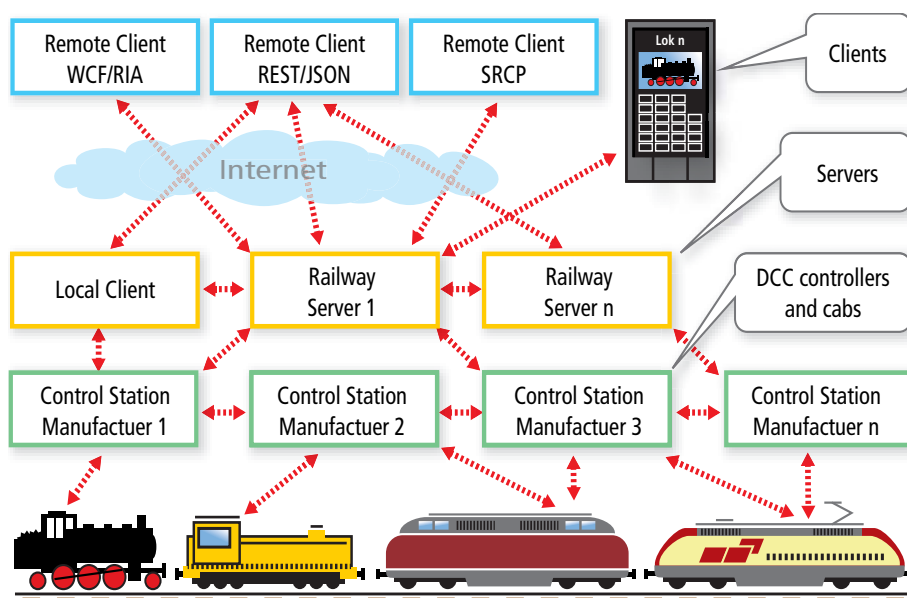 Remote Client
WCF/RIA
Remote Client
REST/JSON
Remote Client
SRCP
Lok n
Clients
Internet
Servers
Local Client
Railway
Server 1
Railway
Server n
DCC controllers
and cabs
Control Station
Manufactuer 1
Control Station
Manufactuer 2
Control Station
Manufactuer 3
Control Station
Manufactuer n